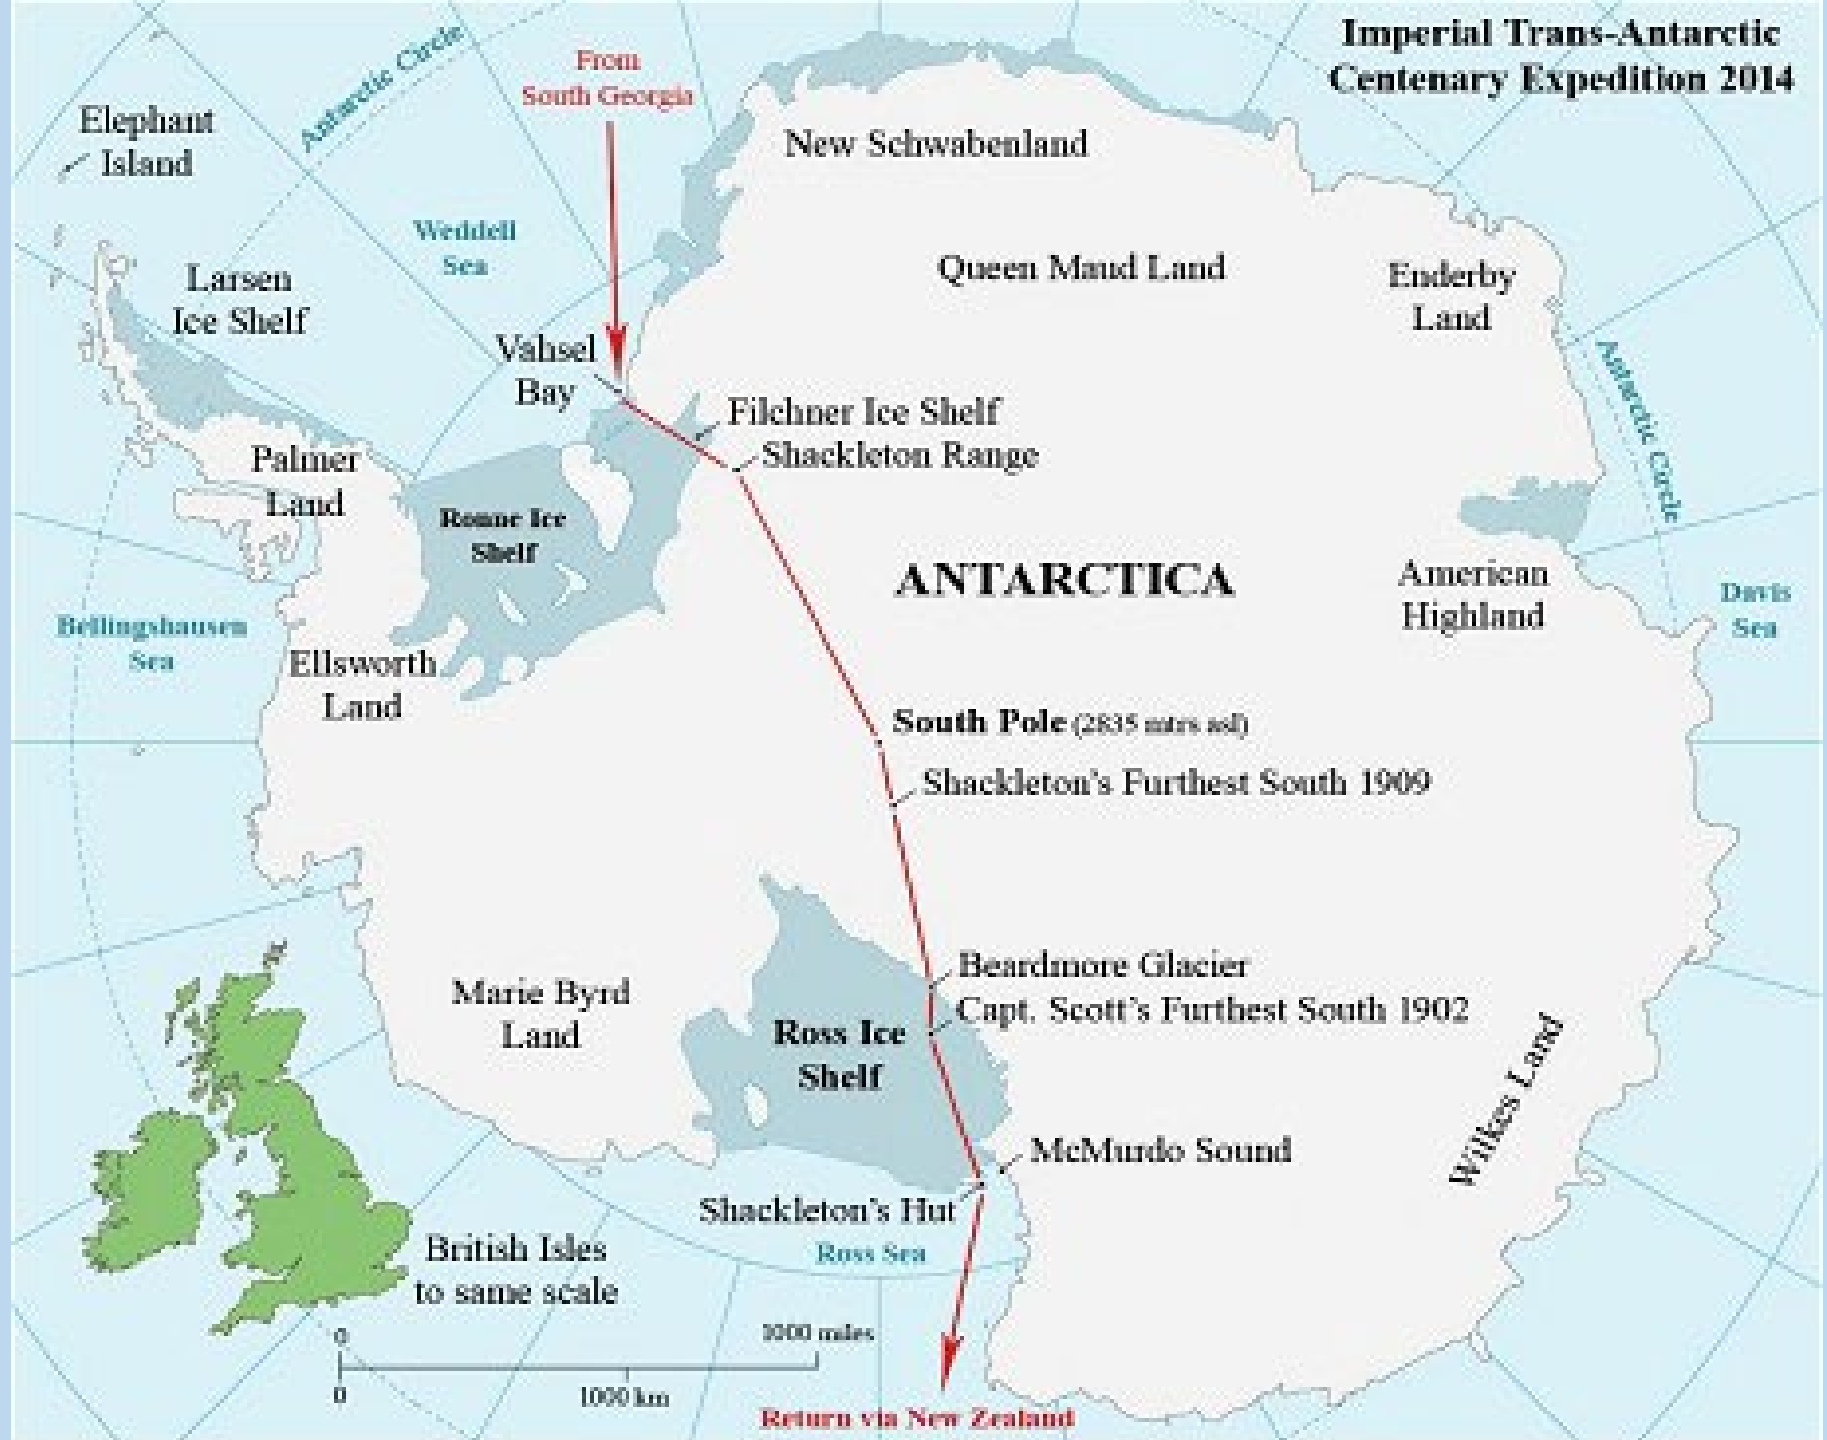 Imperial Trans-Antarctic
Centenary Expedition 2014
Antarctic Circle
From
South Georgia
Elephant
Island
New Schwabenland
Weddell
Sea
Queen Maud Land
Enderby
Land
Larsen
Ice Shelf
Vahsel
Bay
Antarctic Circle
Filchner Ice Shelf
Shackleton Range
Palmer
Land
Ronne Ice
Shelf
ANTARCTICA
American
Highland
Davis
Sea
Bellingshausen
Sea
Ellsworth
Land
South Pole (2835 mtrs asl)
Shackleton's Furthest South 1909
Beardmore Glacier
Capt. Scott's Furthest South 1902
Marie Byrd
Land
Ross Ice
Shelf
Wilkes Land
McMurdo Sound
Shackleton's Hut
Ross Sea
British Isles
to same scale
0
1000 miles
0
1000 km
Return via New Zealand